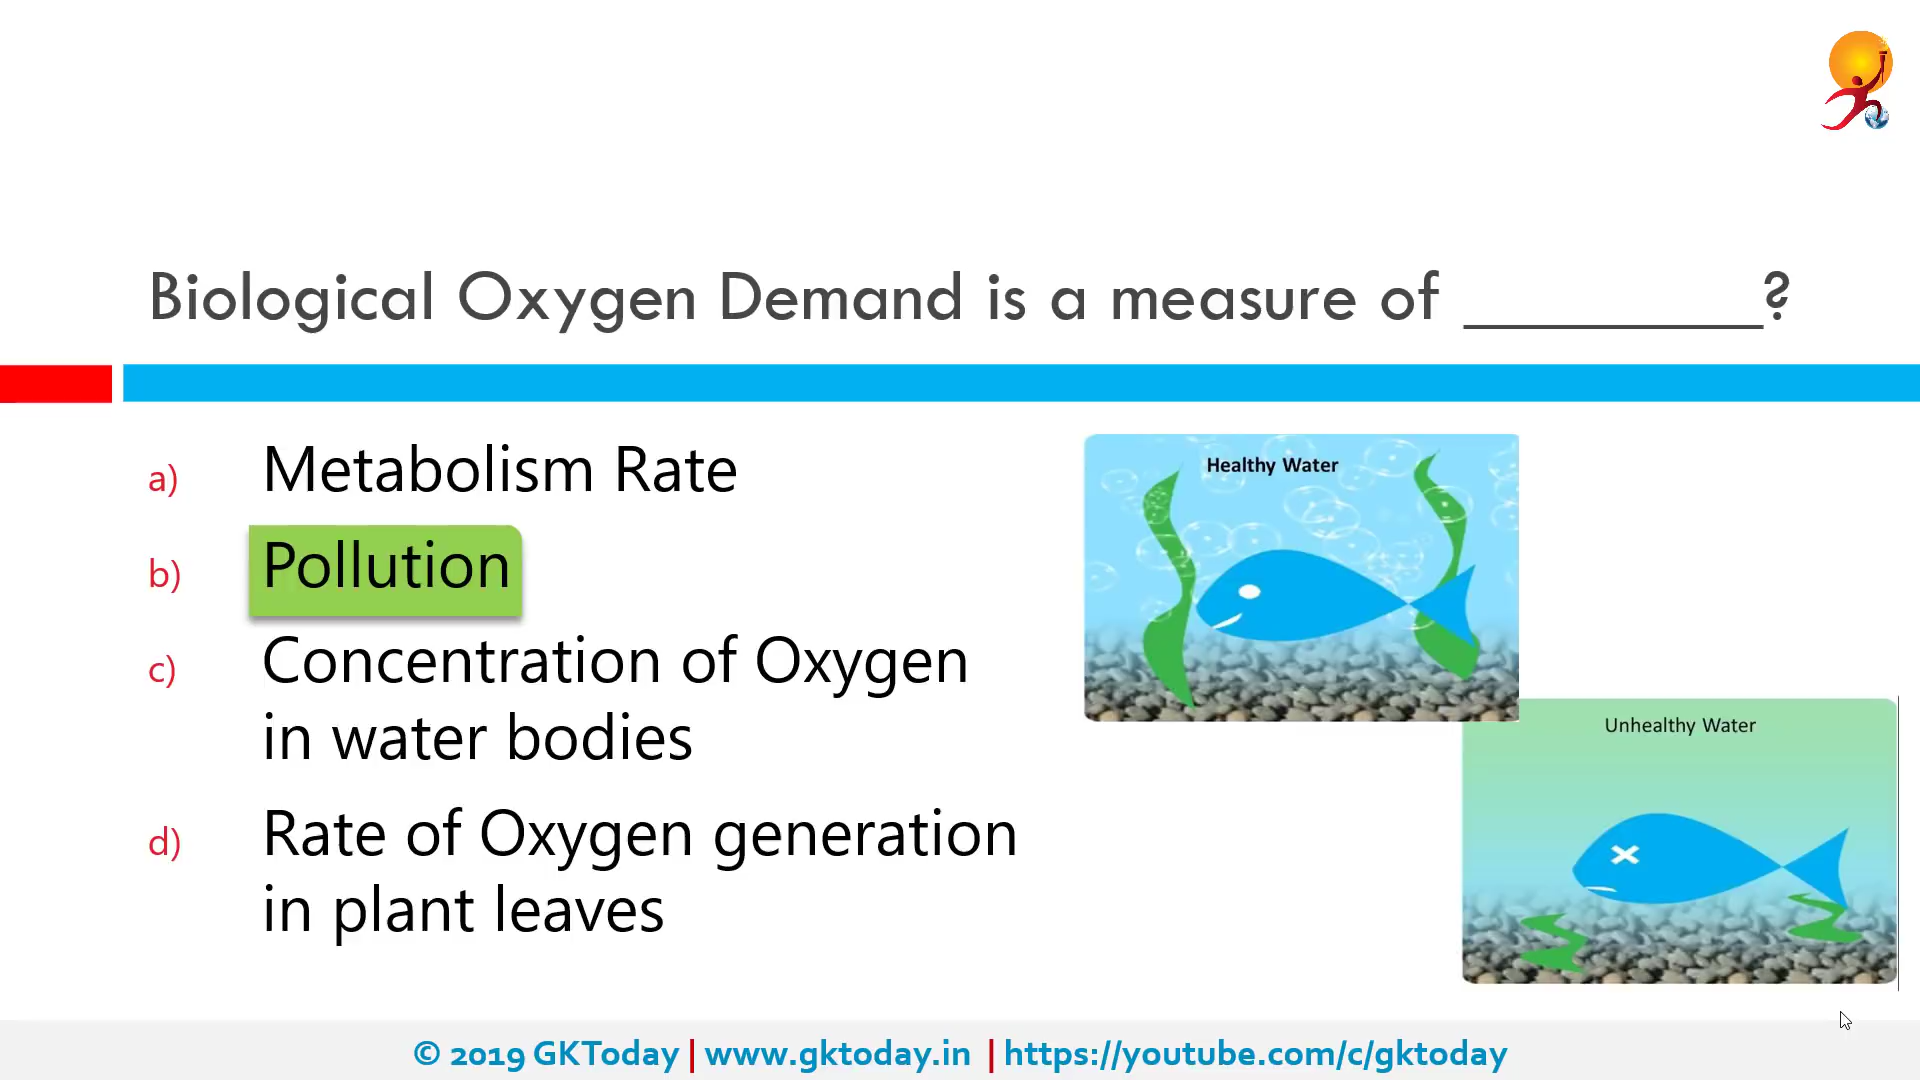 Biological Oxygen Demand is a measure of _________?
a) Metabolism Rate
b) Pollution
c) Concentration of Oxygen
in water bodies
d) Rate of Oxygen generation
in plant leaves
Healthy Water
Unhealthy Water
© 2019 GKToday | www.gktoday.in | https://youtube.com/c/gktoday